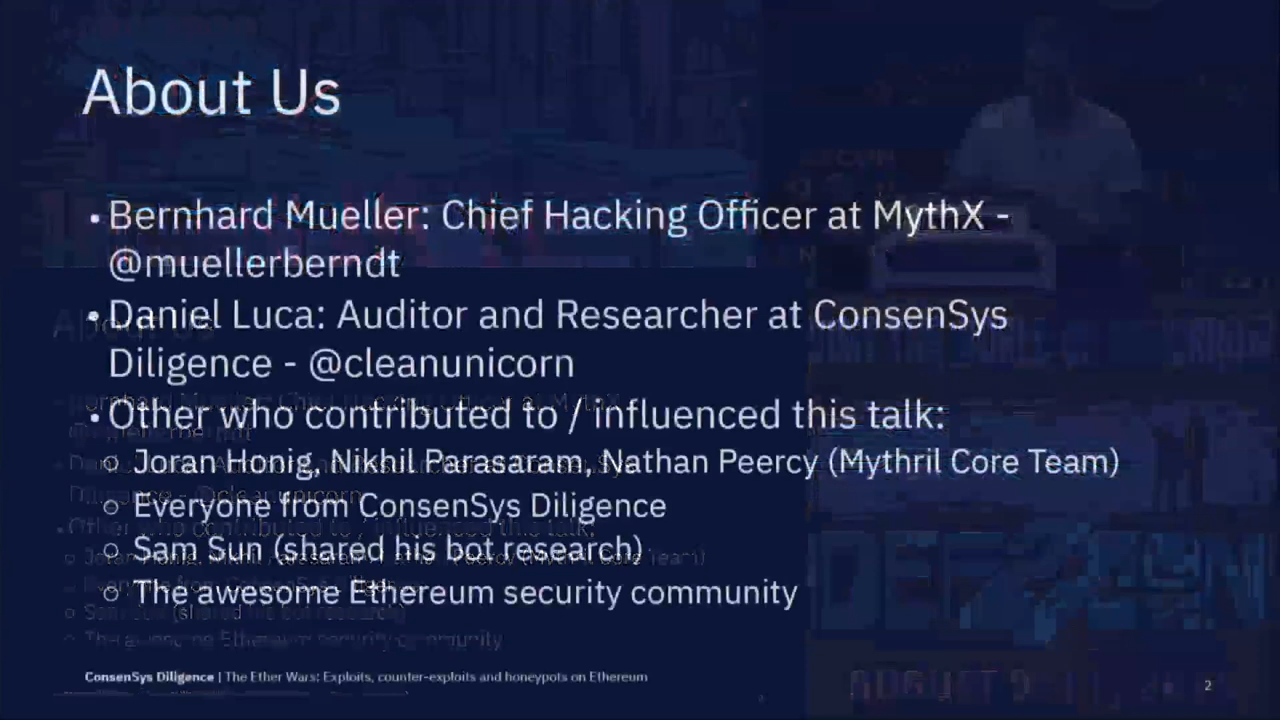 About Us
• Bernhard Mueller: Chief Hacking Officer at MythX -
@muellerberndt
• Daniel Luca: Auditor and Researcher at ConsenSys
Diligence - @cleanunicorn
• Other who contributed to / influenced this talk:
○ Joran Honig, Nikhil Parasaram, Nathan Peercy (Mythril Core Team)
○ Everyone from ConsenSys Diligence
○ Sam Sun (shared his bot research)
○ The awesome Ethereum security community
ConsenSys Diligence | The Ether Wars: Exploits, counter-exploits and honeypots on Ethereum
2